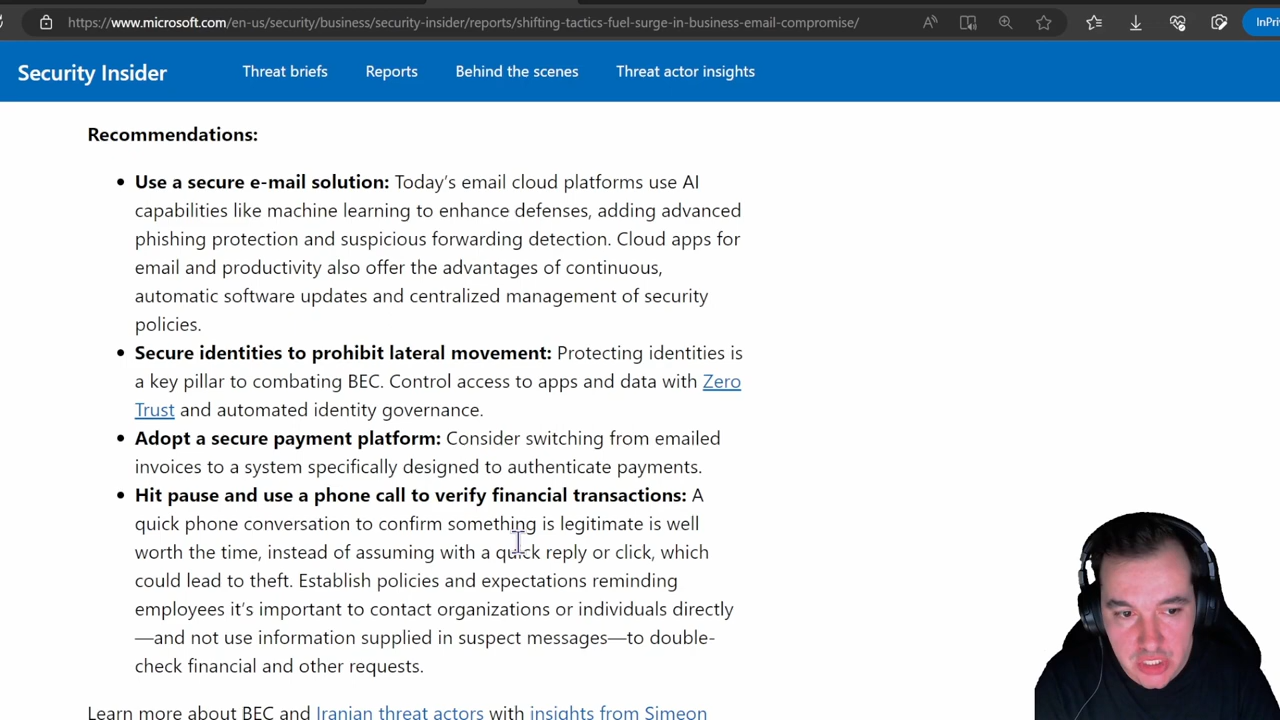 https://www.microsoft.com/en-us/security/business/security-insider/reports/shifting-tactics-fuel-surge-in-business-email-compromise/
InPri
Security Insider
Threat briefs
Reports
Behind the scenes
Threat actor insights
Recommendations:
• Use a secure e-mail solution: Today’s email cloud platforms use AI
capabilities like machine learning to enhance defenses, adding advanced
phishing protection and suspicious forwarding detection. Cloud apps for
email and productivity also offer the advantages of continuous,
automatic software updates and centralized management of security
policies.
• Secure identities to prohibit lateral movement: Protecting identities is
a key pillar to combating BEC. Control access to apps and data with Zero
Trust and automated identity governance.
• Adopt a secure payment platform: Consider switching from emailed
invoices to a system specifically designed to authenticate payments.
• Hit pause and use a phone call to verify financial transactions: A
quick phone conversation to confirm something is legitimate is well
worth the time, instead of assuming with a quick reply or click, which
could lead to theft. Establish policies and expectations reminding
employees it’s important to contact organizations or individuals directly
—and not use information supplied in suspect messages—to double-
check financial and other requests.
Learn more about BEC and Iranian threat actors with insights from Simeon